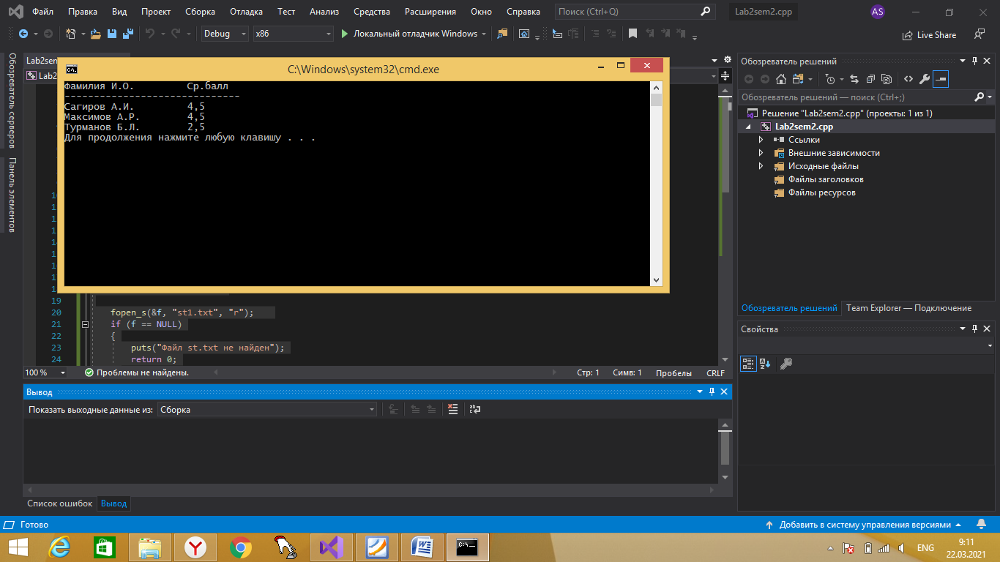 Файл Правка Вид Проект Сборка Отладка Тест Анализ Средства Расширения Окно Справка Поиск (Ctrl+Q) Lab2sem2.cpp AS
Debug x86 Локальный отладчик Windows Live Share
Обозреватель серверов
Панель элементов
Lab2sem
Lab2
C:\Windows\system32\cmd.exe
Фамилия И.О. Ср.балл
------------------------------
Сагиров А.И. 4,5
Максимов А.Р. 4,5
Турманов Б.Л. 2,5
Для продолжения нажмите любую клавишу . . .
19
20 fopen_s(&f, "st1.txt", "r");
21 if (f == NULL)
22 {
23 puts("Файл st.txt не найден");
24 return 0;
100 % Проблемы не найдены. Стр: 1 Симв: 1 Пробелы CRLF
Вывод
Показать выходные данные из: Сборка
Список ошибок Вывод
Обозреватель решений
Обозреватель решений — поиск (Ctrl+;)
Решение "Lab2sem2.cpp" (проекты: 1 из 1)
Lab2sem2.cpp
Ссылки
Внешние зависимости
Исходные файлы
Файлы заголовков
Файлы ресурсов
Обозреватель решений Team Explorer — Подключение
Свойства
Готово Добавить в систему управления версиями
ENG 9:11
22.03.2021